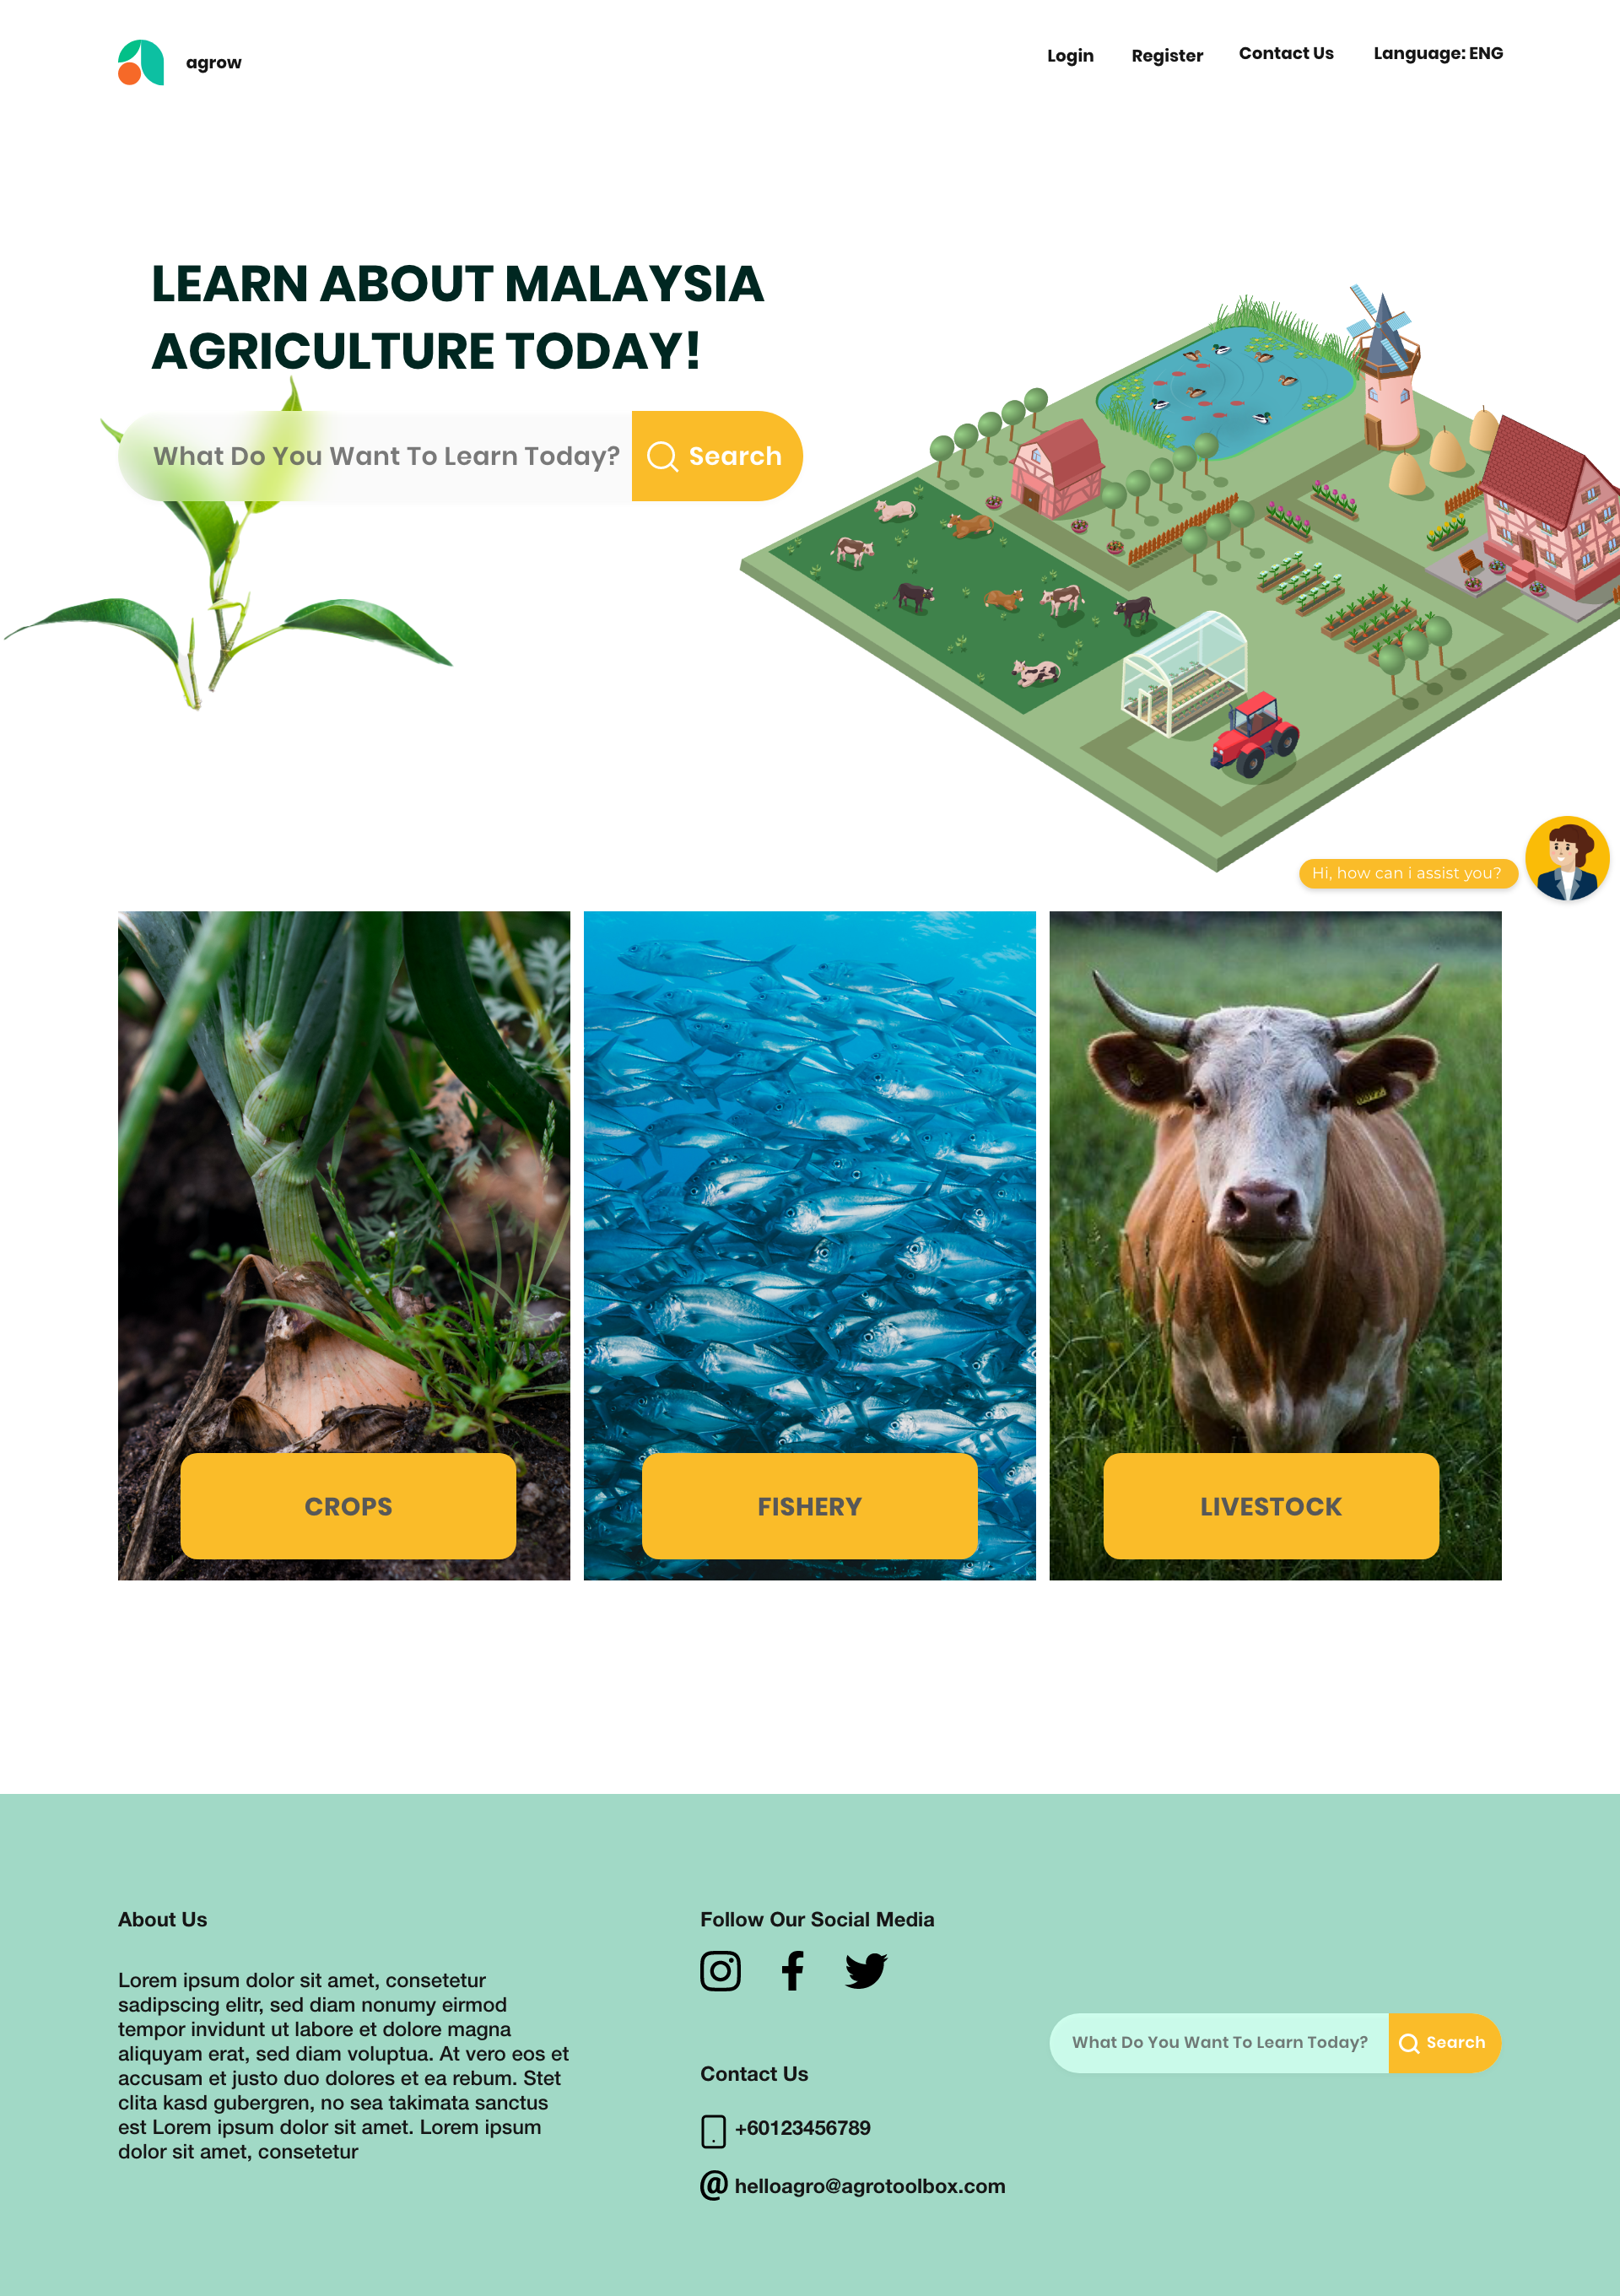 agrow
Login
Register
Contact Us
Language: ENG
LEARN ABOUT MALAYSIA
AGRICULTURE TODAY!
What Do You Want To Learn Today?
Search
Hi, how can i assist you?
CROPS
FISHERY
LIVESTOCK
About Us
Lorem ipsum dolor sit amet, consetetur
sadipscing elitr, sed diam nonumy eirmod
tempor invidunt ut labore et dolore magna
aliquyam erat, sed diam voluptua. At vero eos et
accusam et justo duo dolores et ea rebum. Stet
clita kasd gubergren, no sea takimata sanctus
est Lorem ipsum dolor sit amet. Lorem ipsum
dolor sit amet, consetetur
Follow Our Social Media
Contact Us
+60123456789
helloagro@agrotoolbox.com
What Do You Want To Learn Today?
Search